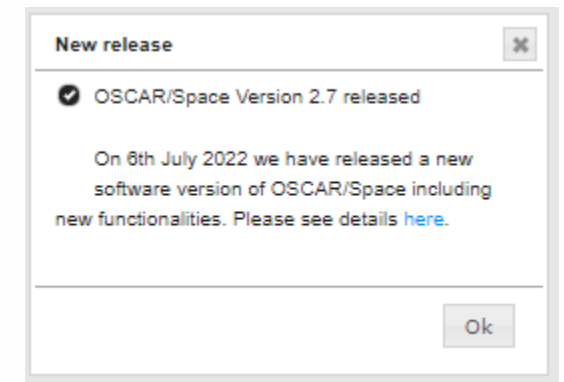 New release
OSCAR/Space Version 2.7 released
On 6th July 2022 we have released a new
software version of OSCAR/Space including
new functionalities. Please see details here.
Ok